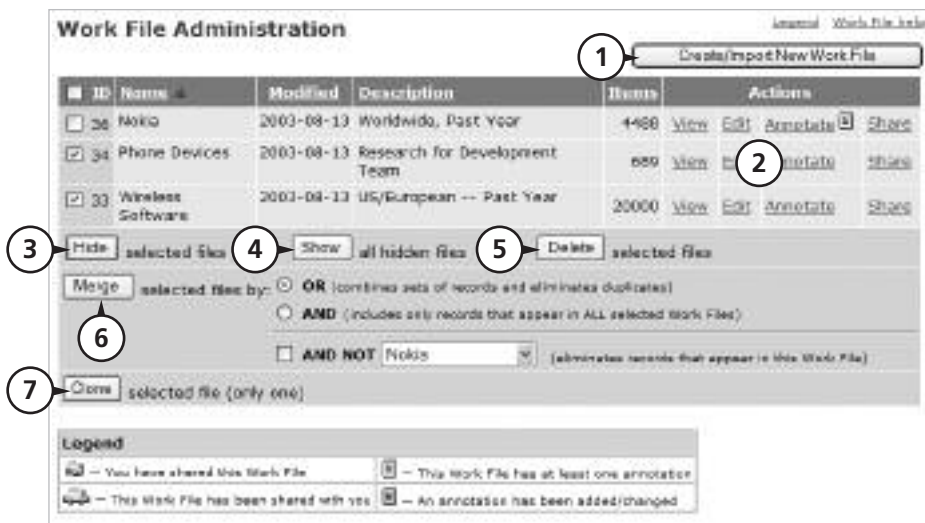 Work File Administration
Legend Work File help
1 Create/Import New Work File
ID Name Modified Description Items Actions
36 Nokia 2003-08-13 Worldwide, Past Year 4488 View Edit Annotate Share
34 Phone Devices 2003-08-13 Research for Development Team 689 View 2 Annotate Share
33 Wireless Software 2003-08-13 US/European -- Past Year 20000 View Edit Annotate Share
3 Hide selected files 4 Show all hidden files 5 Delete selected files
Merge selected files by: OR (combines sets of records and eliminates duplicates)
6 AND (includes only records that appear in ALL selected Work Files)
AND NOT Nokia (eliminates records that appear in this Work File)
7 Clone selected file (only one)
Legend
– You have shared this Work File – This Work File has at least one annotation
– This Work File has been shared with you – An annotation has been added/changed